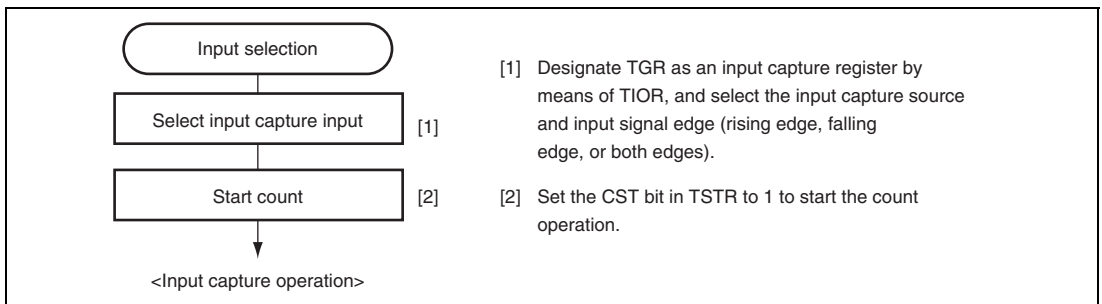 Input selection
Select input capture input
[1]
Start count
[2]
<Input capture operation>
[1] Designate TGR as an input capture register by
means of TIOR, and select the input capture source
and input signal edge (rising edge, falling
edge, or both edges).
[2] Set the CST bit in TSTR to 1 to start the count
operation.